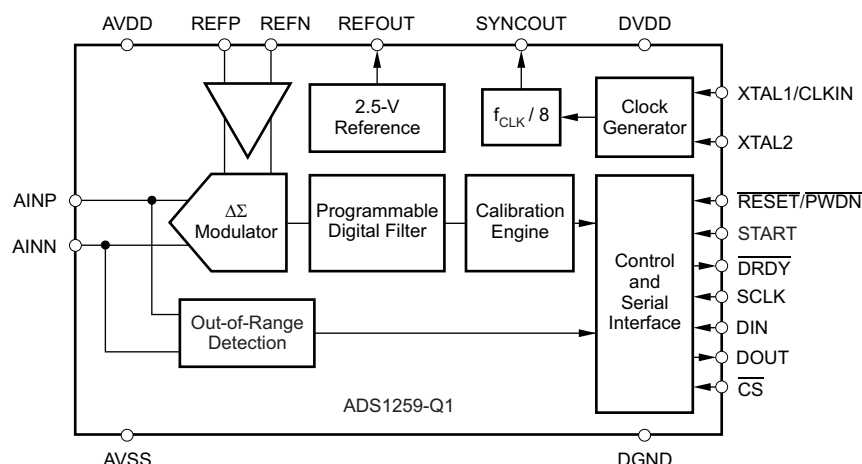 AVDD REFP REFN REFOUT SYNCOUT DVDD
2.5-V
Reference
fCLK / 8
Clock
Generator
XTAL1/CLKIN
XTAL2
AINP
AINN
ΔΣ
Modulator
Programmable
Digital Filter
Calibration
Engine
Control
and
Serial
Interface
Out-of-Range
Detection
RESET/PWDN
START
DRDY
SCLK
DIN
DOUT
CS
ADS1259-Q1
AVSS DGND